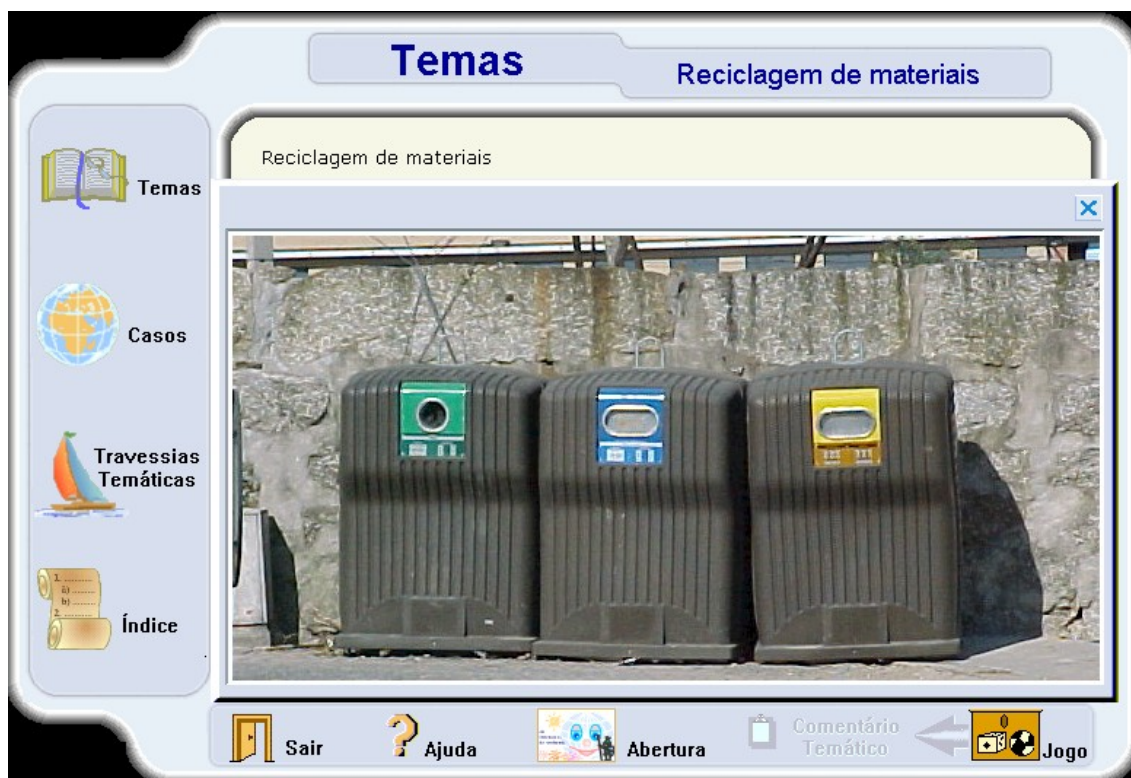 Temas
Reciclagem de materiais
Reciclagem de materiais
Temas
Casos
Travessias
Temáticas
Índice
Sair
Ajuda
Abertura
Comentário
Temático
Jogo